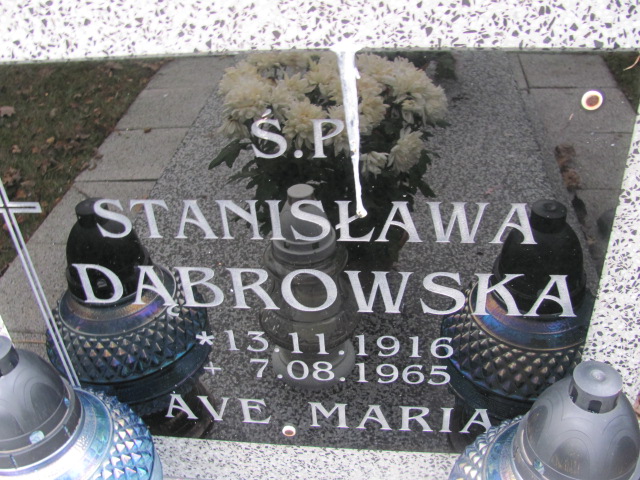 Ś.P.
STANISŁAWA
DĄBROWSKA
*13.11.1916
+ 7.08.1965
AVE MARIA